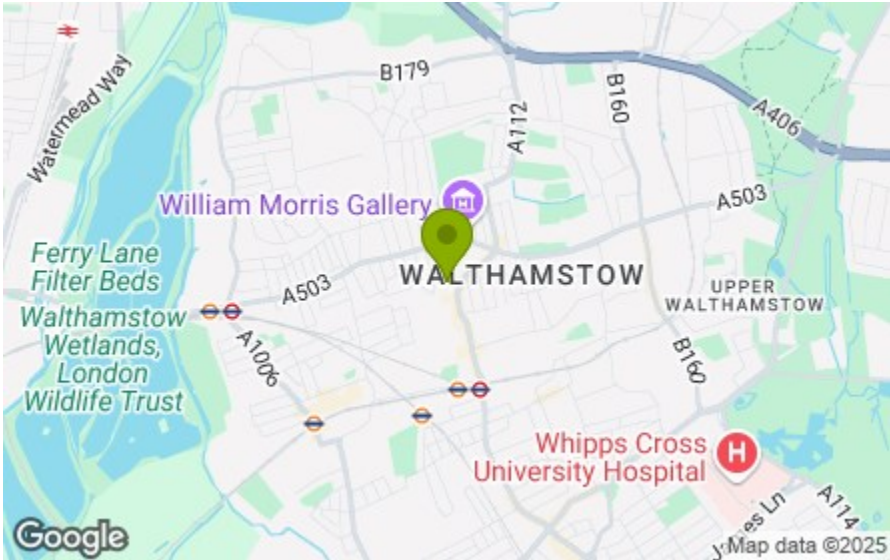 B179
Watermead Way
A112
B160
A406
William Morris Gallery
A503
WALTHAMSTOW
Ferry Lane
Filter Beds
A503
UPPER
WALTHAMSTOW
Walthamstow
Wetlands,
London
Wildlife Trust
A1006
B160
Whipps Cross
University Hospital
H
A114
Google
Map data ©2025